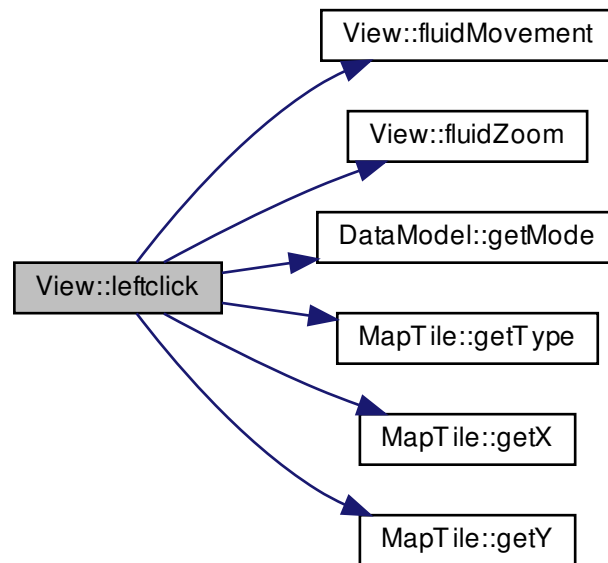 View::fluidMovement
View::fluidZoom
DataModel::getMode
View::leftclick
MapTile::getType
MapTile::getX
MapTile::getY